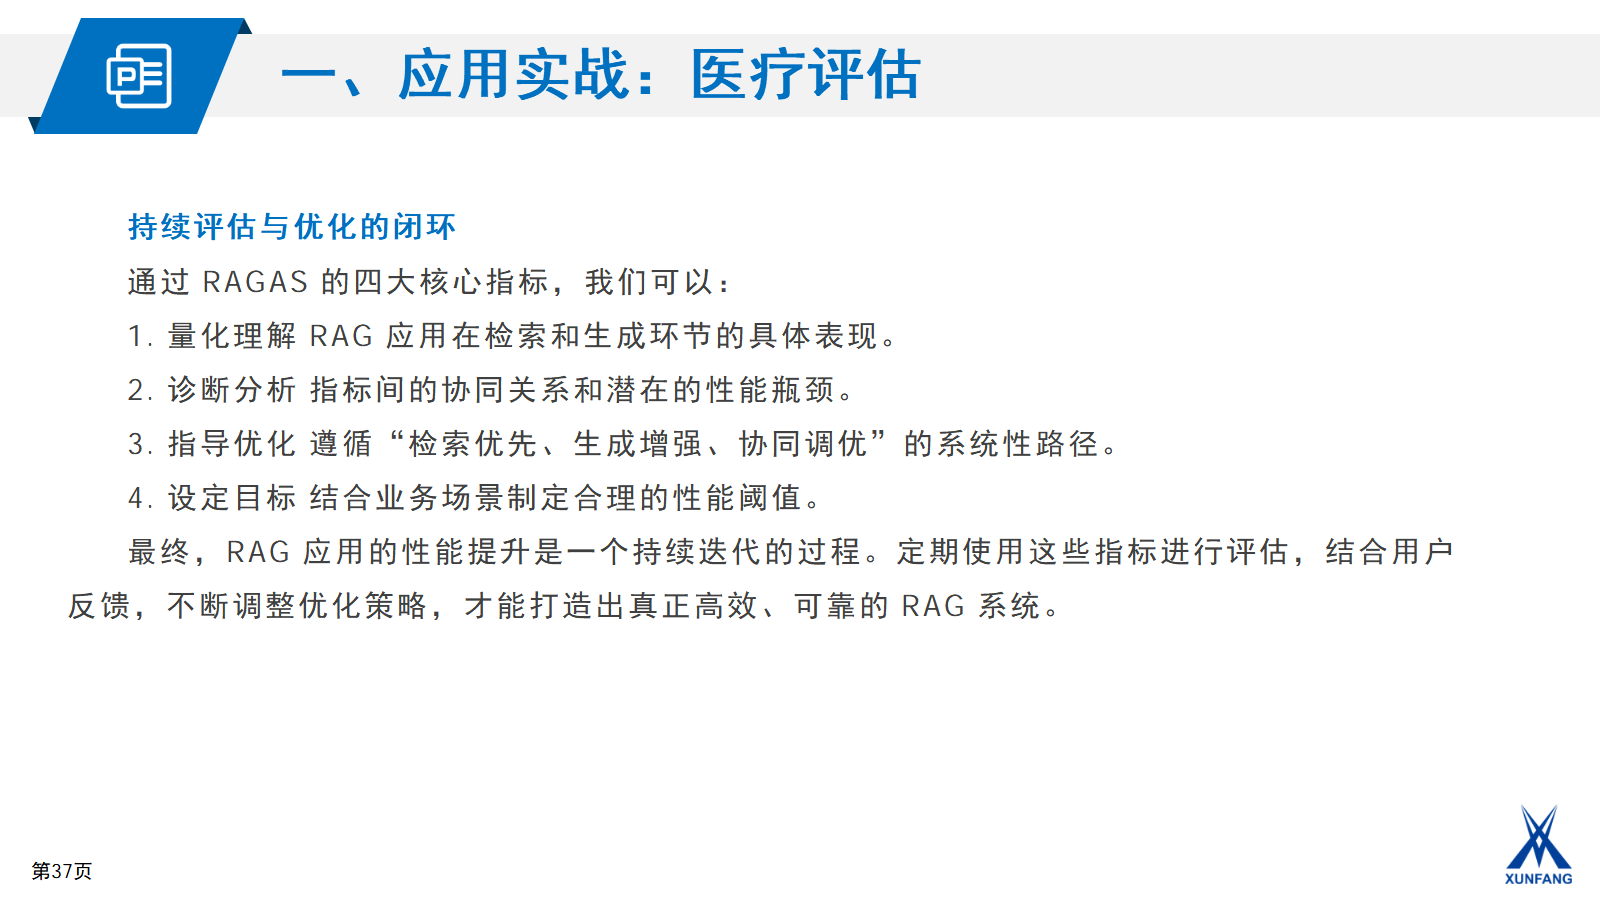 一、应用实战：医疗评估
持续评估与优化的闭环
通过 RAGAS 的四大核心指标，我们可以：
1. 量化理解 RAG 应用在检索和生成环节的具体表现。
2. 诊断分析 指标间的协同关系和潜在的性能瓶颈。
3. 指导优化 遵循“检索优先、生成增强、协同调优”的系统性路径。
4. 设定目标 结合业务场景制定合理的性能阈值。
最终，RAG 应用的性能提升是一个持续迭代的过程。定期使用这些指标进行评估，结合用户
反馈，不断调整优化策略，才能打造出真正高效、可靠的 RAG 系统。
第37页
XUNFANG